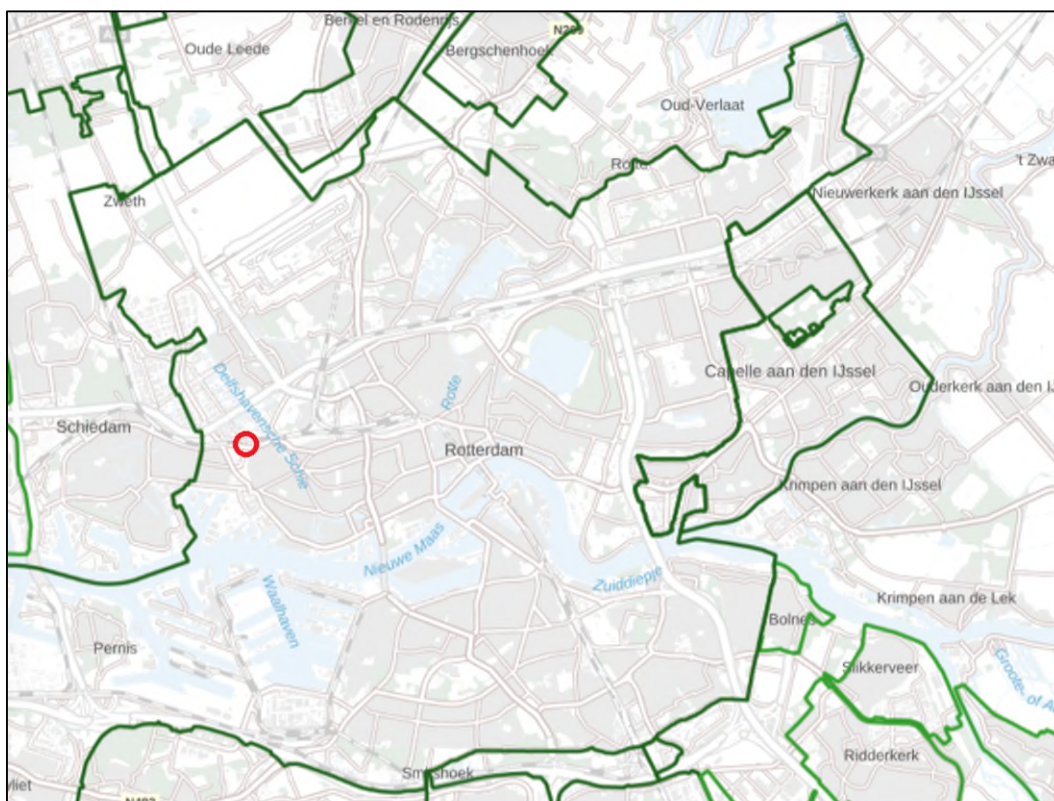 Berkel en Rodenrijs
Oude Leede
N209
Bergschenhoek
Oud-Verlaat
Rotte
't Zwa
Zweth
Nieuwerkerk aan den IJssel
Delfshavensche Schie
Rotte
Capelle aan den IJssel
Ouderkerk aan den IJ
Schiedam
Rotterdam
Krimpen aan den IJssel
Nieuwe Maas
Zuiddiepje
Waalhaven
Krimpen aan de Lek
Bolnes
Pernis
Slikkerveer
Groote- of A
Ridderkerk
Smitshoek
vliet
N492